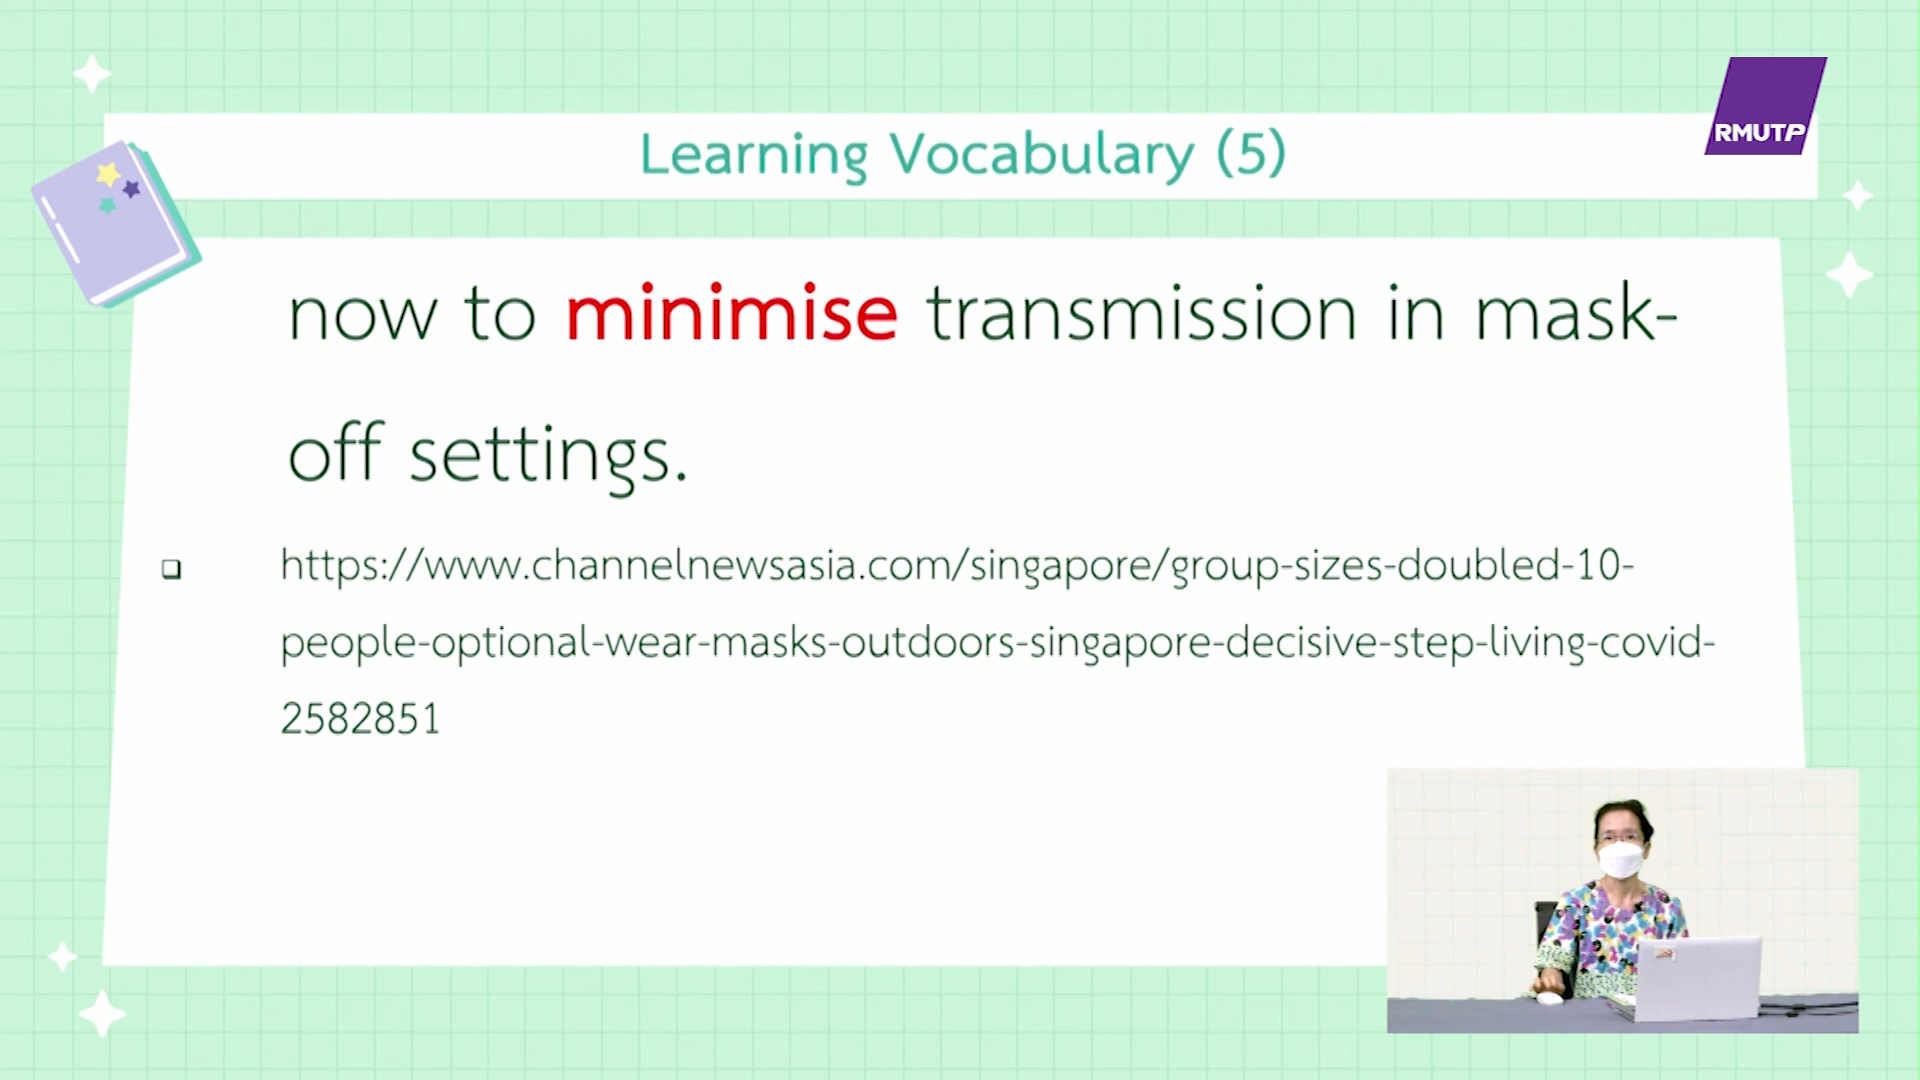 RMUTP
Learning Vocabulary (5)
now to minimise transmission in mask-
off settings.
https://www.channelnewsasia.com/singapore/group-sizes-doubled-10-
people-optional-wear-masks-outdoors-singapore-decisive-step-living-covid-
2582851